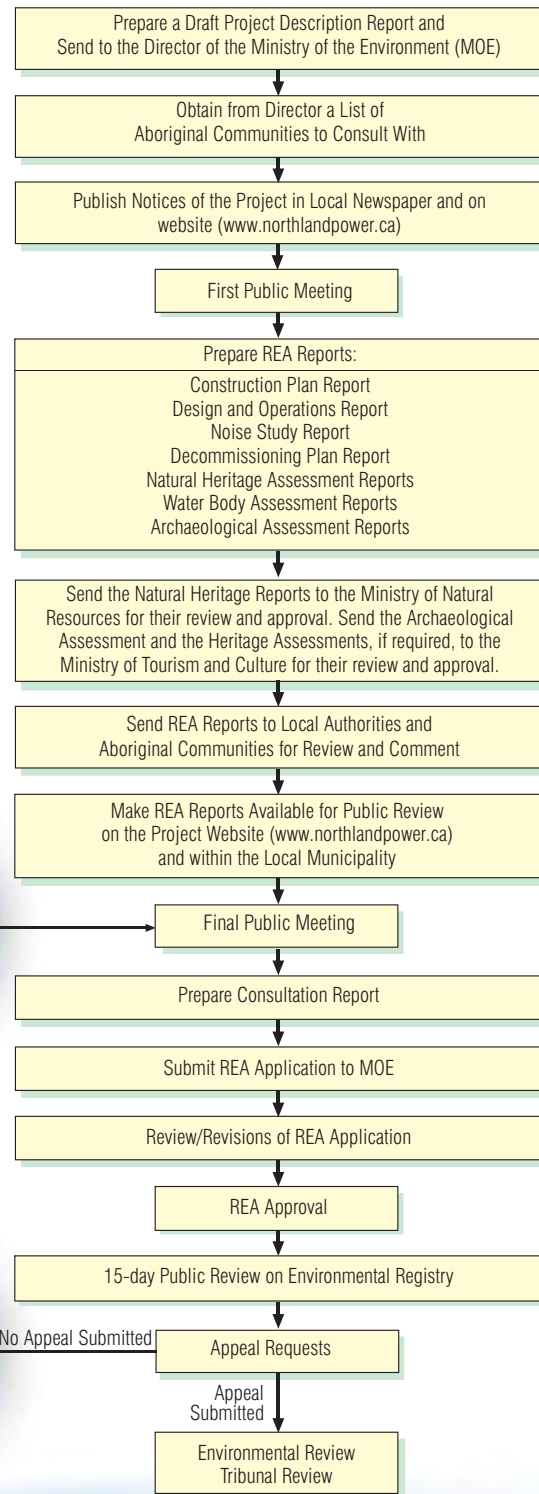 Prepare a Draft Project Description Report and
Send to the Director of the Ministry of the Environment (MOE)
Obtain from Director a List of
Aboriginal Communities to Consult With
Publish Notices of the Project in Local Newspaper and on
website (www.northlandpower.ca)
First Public Meeting
Prepare REA Reports:
Construction Plan Report
Design and Operations Report
Noise Study Report
Decommissioning Plan Report
Natural Heritage Assessment Reports
Water Body Assessment Reports
Archaeological Assessment Reports
Send the Natural Heritage Reports to the Ministry of Natural
Resources for their review and approval. Send the Archaeological
Assessment and the Heritage Assessments, if required, to the
Ministry of Tourism and Culture for their review and approval.
Send REA Reports to Local Authorities and
Aboriginal Communities for Review and Comment
Make REA Reports Available for Public Review
on the Project Website (www.northlandpower.ca)
and within the Local Municipality
Final Public Meeting
Prepare Consultation Report
Submit REA Application to MOE
Review/Revisions of REA Application
REA Approval
15-day Public Review on Environmental Registry
No Appeal Submitted
Appeal Requests
Appeal
Submitted
Environmental Review
Tribunal Review